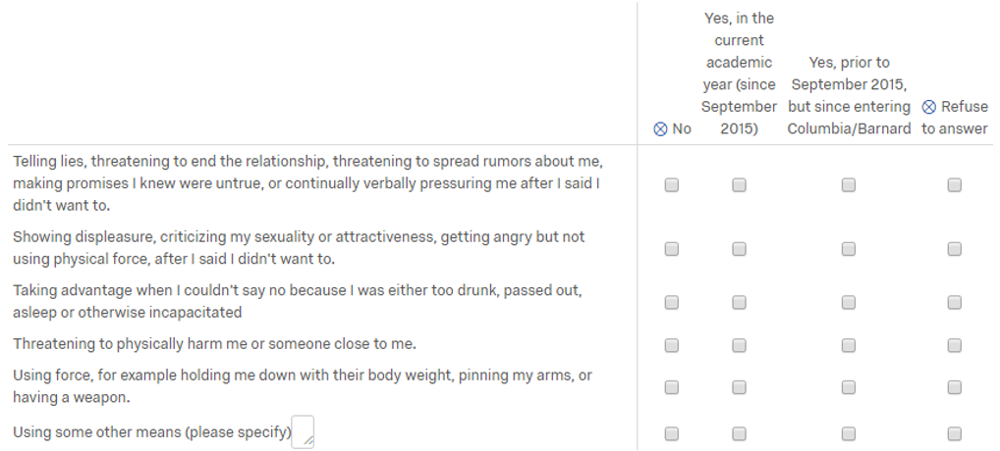 Yes, in the
current
academic
year (since
September
2015)
Yes, prior to
September 2015,
but since entering
Columbia/Barnard
No
Refuse
to answer
Telling lies, threatening to end the relationship, threatening to spread rumors about me,
making promises I knew were untrue, or continually verbally pressuring me after I said I
didn't want to.
Showing displeasure, criticizing my sexuality or attractiveness, getting angry but not
using physical force, after I said I didn't want to.
Taking advantage when I couldn't say no because I was either too drunk, passed out,
asleep or otherwise incapacitated
Threatening to physically harm me or someone close to me.
Using force, for example holding me down with their body weight, pinning my arms, or
having a weapon.
Using some other means (please specify)